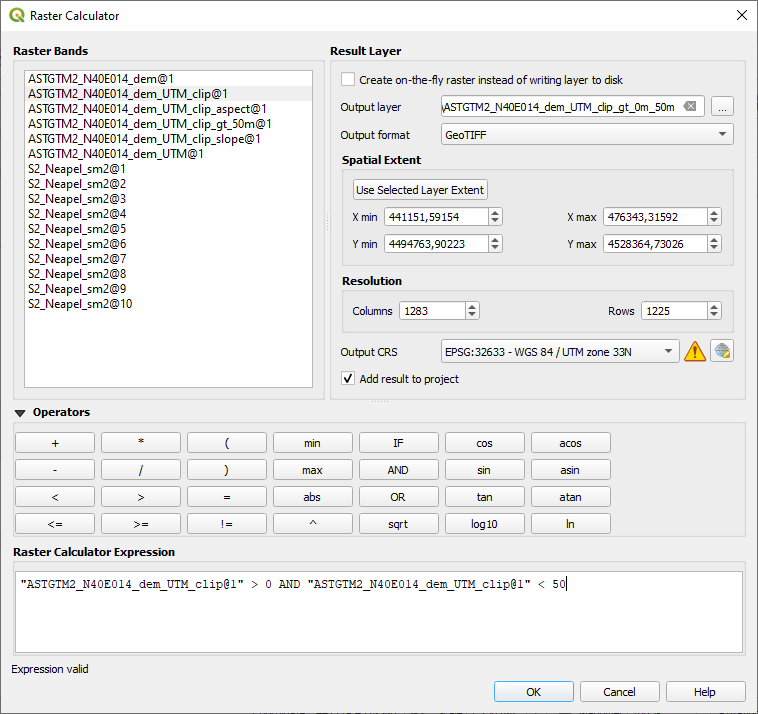 Raster Calculator
Raster Bands
ASTGTM2_N40E014_dem@1
ASTGTM2_N40E014_dem_UTM_clip@1
ASTGTM2_N40E014_dem_UTM_clip_aspect@1
ASTGTM2_N40E014_dem_UTM_clip_gt_50m@1
ASTGTM2_N40E014_dem_UTM_clip_slope@1
ASTGTM2_N40E014_dem_UTM@1
S2_Neapel_sm2@1
S2_Neapel_sm2@2
S2_Neapel_sm2@3
S2_Neapel_sm2@4
S2_Neapel_sm2@5
S2_Neapel_sm2@6
S2_Neapel_sm2@7
S2_Neapel_sm2@8
S2_Neapel_sm2@9
S2_Neapel_sm2@10
Result Layer
Create on-the-fly raster instead of writing layer to disk
Output layer \ASTGTM2_N40E014_dem_UTM_clip_gt_0m_50m ...
Output format GeoTIFF
Spatial Extent
Use Selected Layer Extent
X min 441151,59154 X max 476343,31592
Y min 4494763,90223 Y max 4528364,73026
Resolution
Columns 1283 Rows 1225
Output CRS EPSG:32633 - WGS 84 / UTM zone 33N
Add result to project
Operators
+ * ( min IF cos acos
- / ) max AND sin asin
< > = abs OR tan atan
<= >= != ^ sqrt log10 ln
Raster Calculator Expression
"ASTGTM2_N40E014_dem_UTM_clip@1" > 0 AND "ASTGTM2_N40E014_dem_UTM_clip@1" < 50
Expression valid
OK Cancel Help